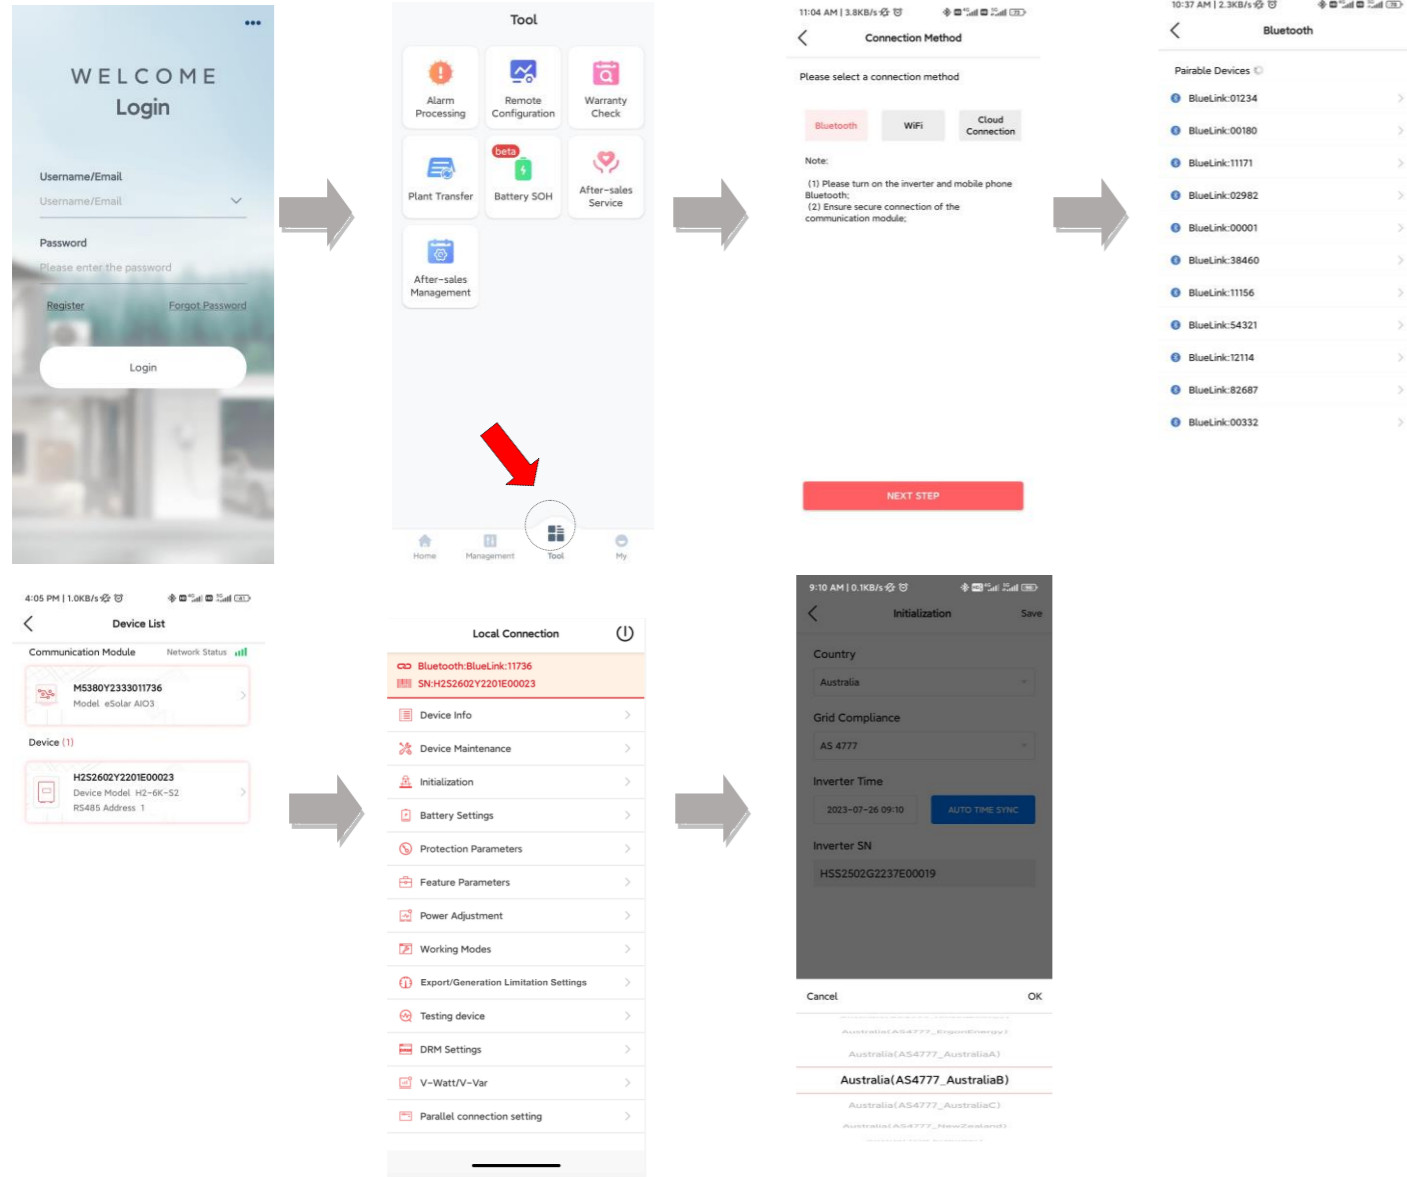 WELCOME
Login
Username/Email
Username/Email
Password
Please enter the password
Register
Forgot Password
Login
Tool
Alarm
Processing
Remote
Configuration
Warranty
Check
Plant Transfer
beta
Battery SOH
After-sales
Service
After-sales
Management
Home
Management
Tool
My
11:04 AM | 3.8KB/s
Connection Method
Please select a connection method
Bluetooth
WiFi
Cloud
Connection
Note:
(1) Please turn on the inverter and mobile phone
Bluetooth;
(2) Ensure secure connection of the
communication module;
NEXT STEP
10:37 AM | 2.3KB/s
Bluetooth
Pairable Devices
BlueLink:01234
BlueLink:00180
BlueLink:11171
BlueLink:02982
BlueLink:00001
BlueLink:38460
BlueLink:11156
BlueLink:54321
BlueLink:12114
BlueLink:82687
BlueLink:00332
4:05 PM | 1.0KB/s
Device List
Communication Module
Network Status
M5380Y2333011736
Model eSolar AIO3
Device (1)
H2S2602Y2201E00023
Device Model H2-6K-S2
RS485 Address 1
Local Connection
Bluetooth:BlueLink:11736
SN:H2S2602Y2201E00023
Device Info
Device Maintenance
Initialization
Battery Settings
Protection Parameters
Feature Parameters
Power Adjustment
Working Modes
Export/Generation Limitation Settings
Testing device
DRM Settings
V-Watt/V-Var
Parallel connection setting
9:10 AM | 0.1KB/s
Initialization
Save
Country
Australia
Grid Compliance
AS 4777
Inverter Time
2023-07-26 09:10
AUTO TIME SYNC
Inverter SN
HSS2502G2237E00019
Cancel
OK
Australia(AS4777_ErgonEnergy)
Australia(AS4777_AustraliaA)
Australia(AS4777_AustraliaB)
Australia(AS4777_AustraliaC)
Australia(AS4777_NewZealand)